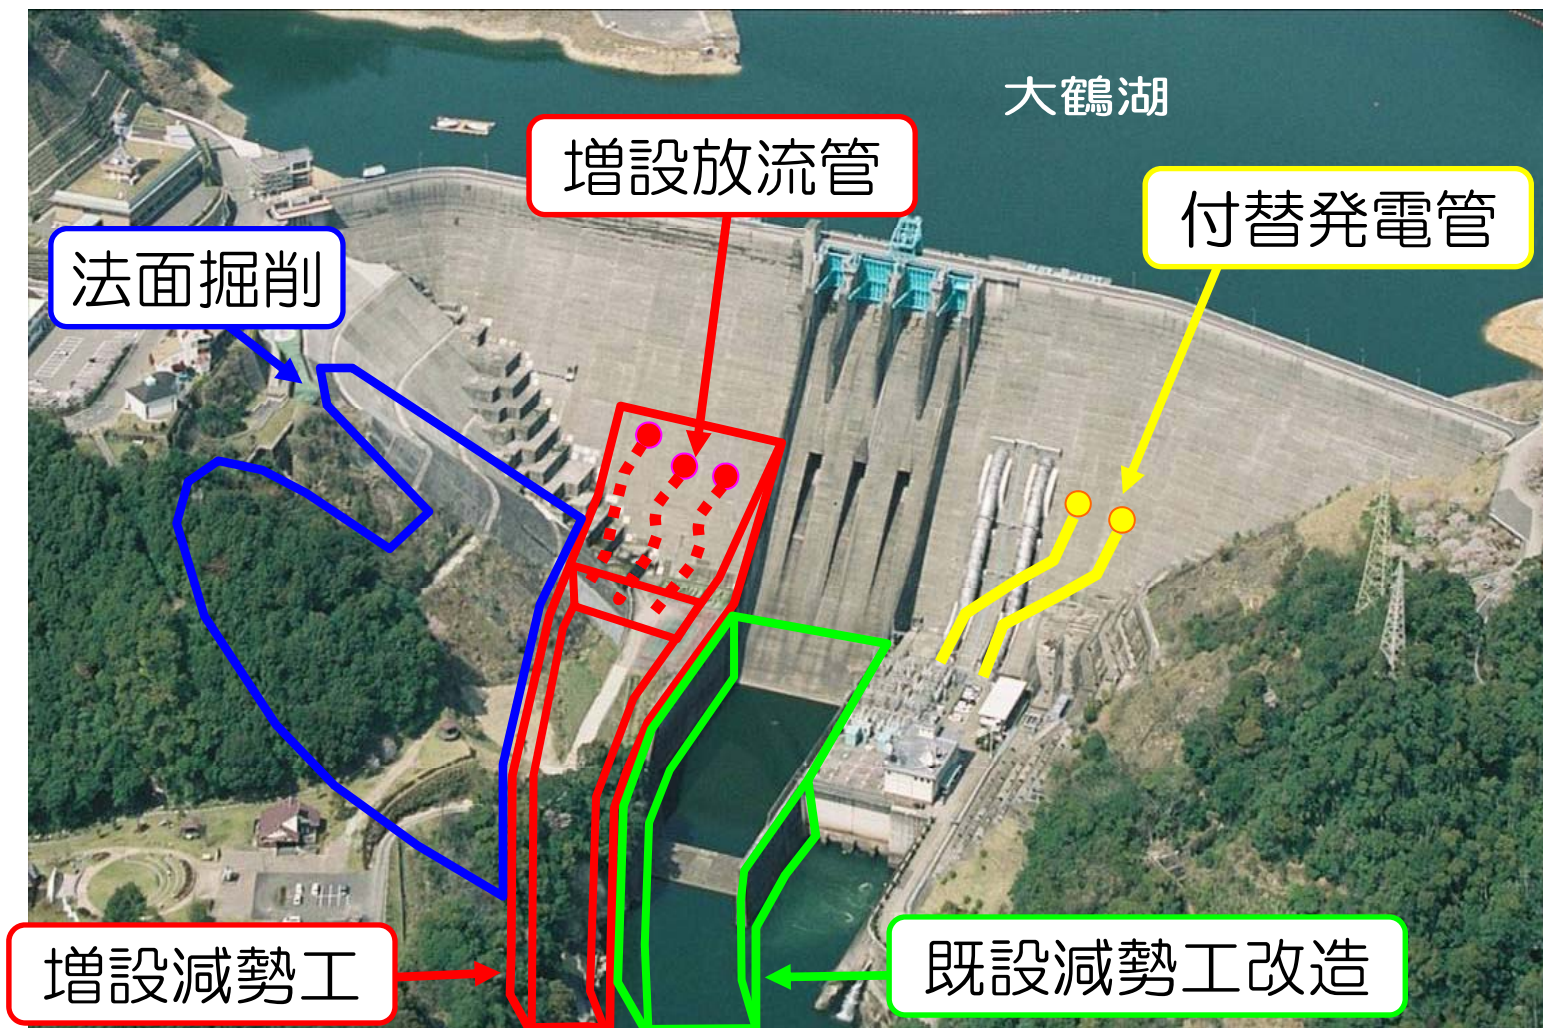 大鶴湖
増設放流管
付替発電管
法面掘削
増設減勢工
既設減勢工改造